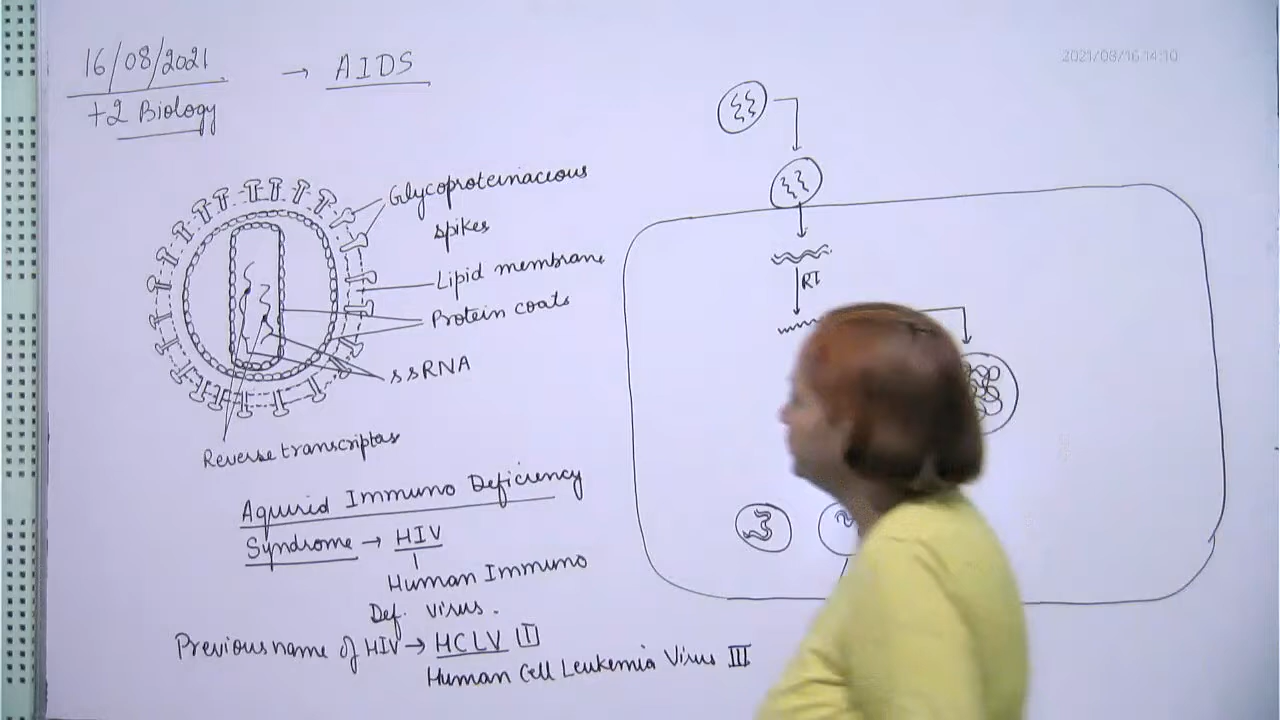 16/08/2021
→ AIDS
+2 Biology
2021/08/16 14:10
Glycoproteinaceous
spikes
Lipid membrane
Protein coats
ssRNA
Reverse transcriptas
RT
Aquirid Immuno Deficiency
Syndrome → HIV
Human Immuno
Def. Virus.
Previous name of HIV → HCLV III
Human Cell Leukemia Virus III